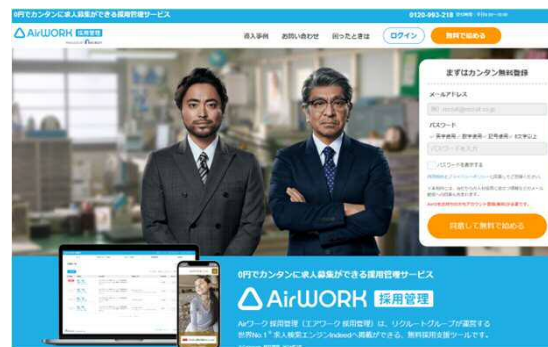 0円でカンタンに求人募集ができる採用管理サービス
0120-993-218
AirWORK 採用管理
導入事例 お問い合わせ 困ったときは ログイン 無料で始める
まずはカンタン無料登録
メールアドレス
パスワード
パスワードを入力
パスワードを表示する
同意して無料で始める
0円でカンタンに求人募集ができる採用管理サービス
AirWORK 採用管理
Airワーク 採用管理(エアワーク 採用管理)は、リクルートグループが運営する
世界No.1 求人検索エンジンIndeedへ掲載ができる、無料採用支援ツールです。